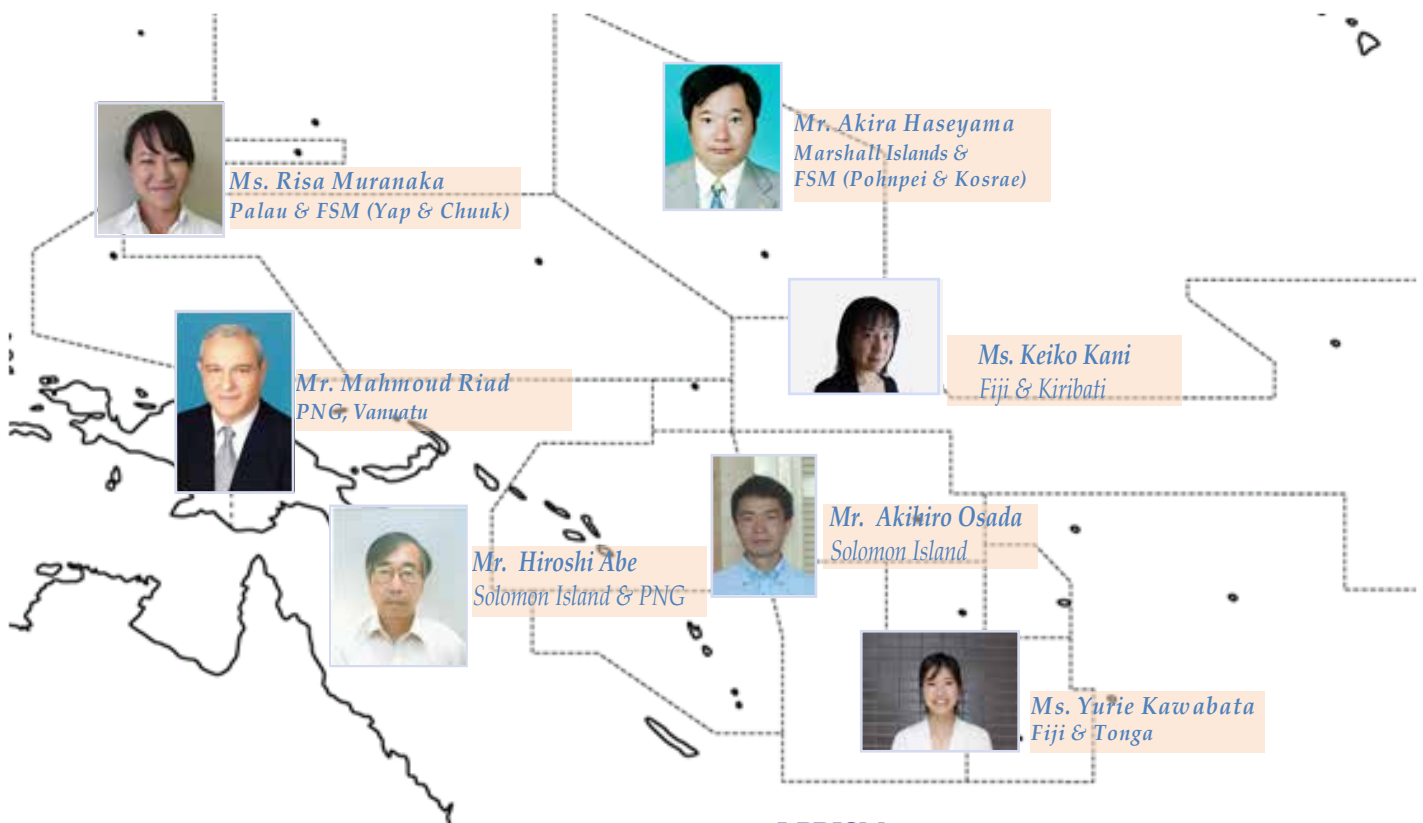 Mr. Akira Haseyama
Marshall Islands &
FSM (Pohnpei & Kosrae)
Ms. Risa Muranaka
Palau & FSM (Yap & Chuuk)
Ms. Keiko Kani
Fiji & Kiribati
Mr. Mahmoud Riad
PNG, Vanuatu
Mr. Akihiro Osada
Solomon Island
Mr. Hiroshi Abe
Solomon Island & PNG
Ms. Yurie Kawabata
Fiji & Tonga